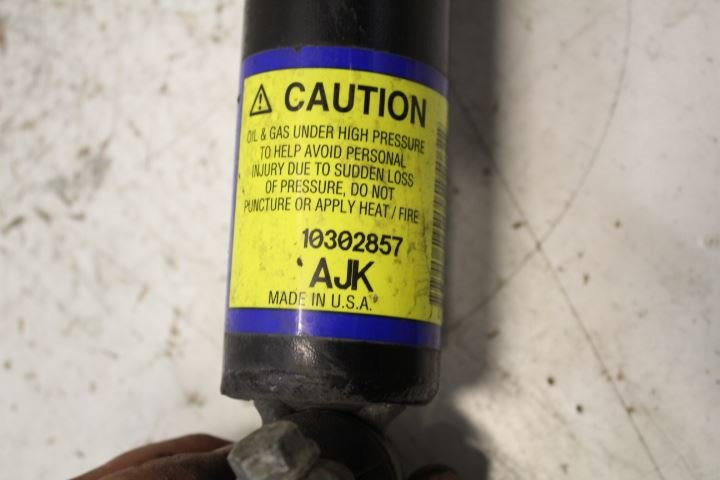 CAUTION
OIL & GAS UNDER HIGH PRESSURE
TO HELP AVOID PERSONAL
INJURY DUE TO SUDDEN LOSS
OF PRESSURE, DO NOT
PUNCTURE OR APPLY HEAT / FIRE
10302857
AJK
MADE IN U.S.A.